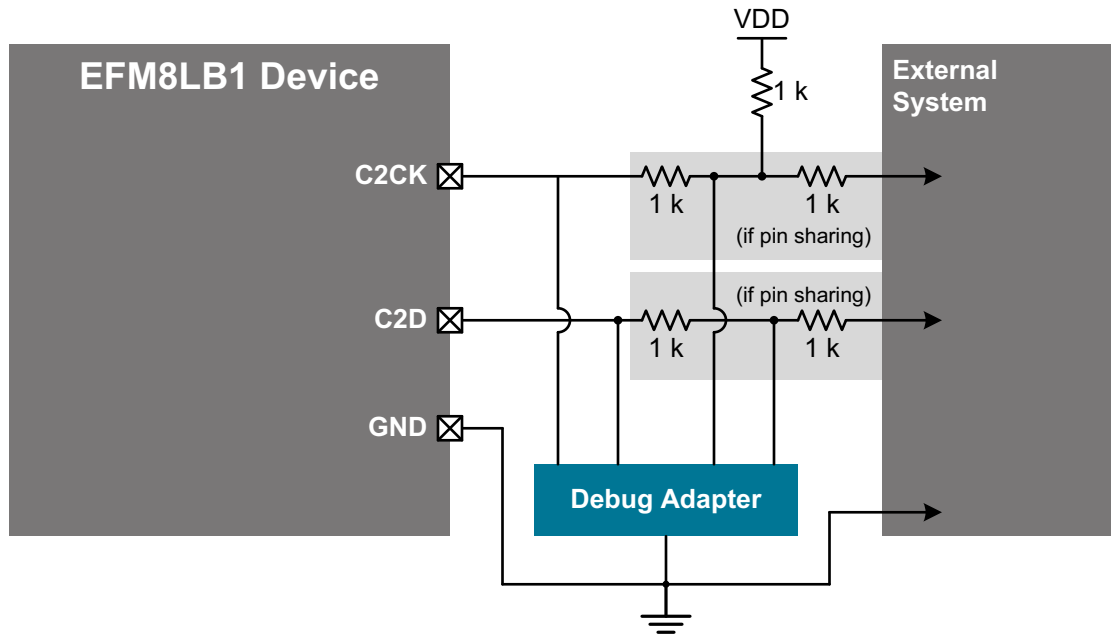 VDD
EFM8LB1 Device
External
System
1 k
C2CK
1 k
1 k
(if pin sharing)
(if pin sharing)
C2D
1 k
1 k
GND
Debug Adapter